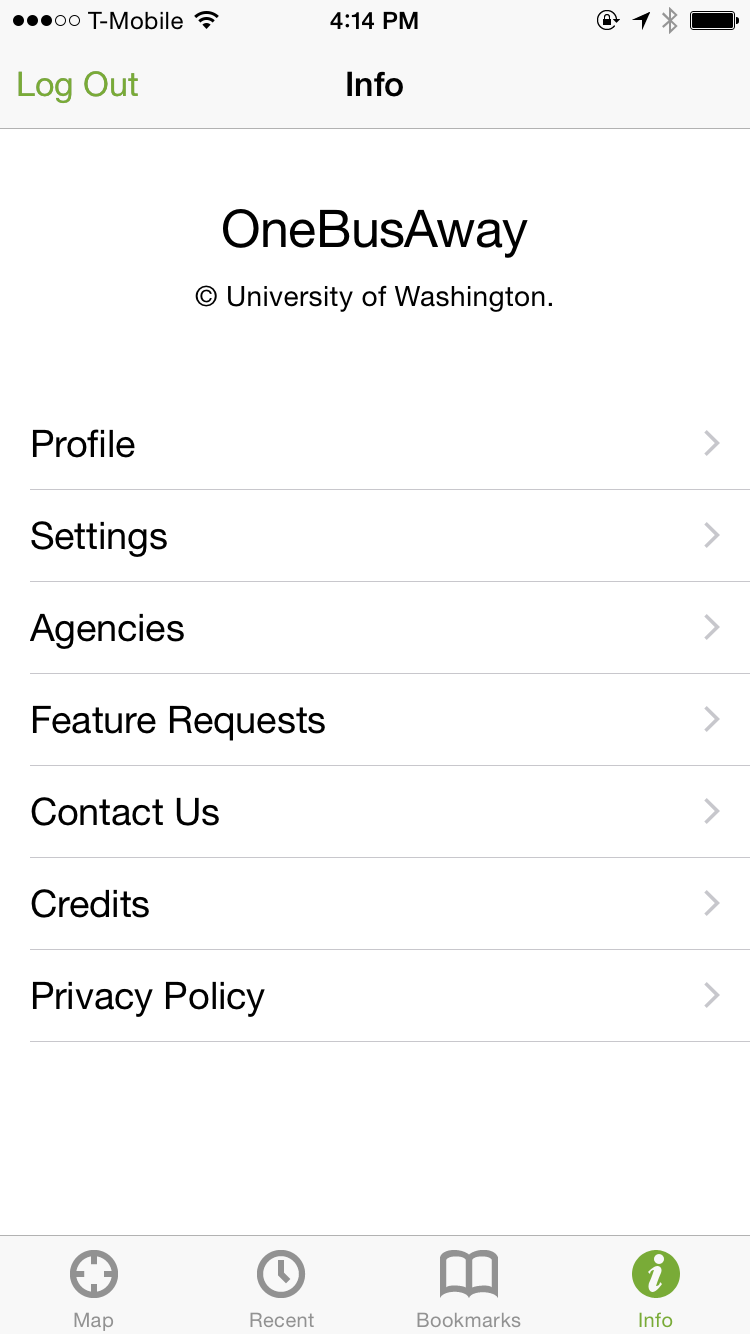 T-Mobile 4:14 PM
Log Out Info
OneBusAway
© University of Washington.
Profile
Settings
Agencies
Feature Requests
Contact Us
Credits
Privacy Policy
Map Recent Bookmarks Info